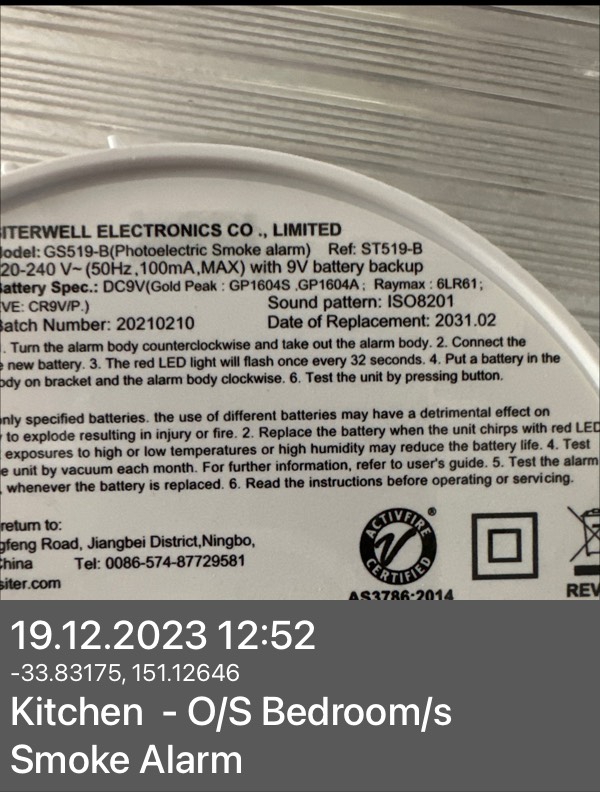 ITERWELL ELECTRONICS CO ., LIMITED
Model: GS519-B(Photoelectric Smoke alarm) Ref: ST519-B
20-240 V~ (50Hz,100mA,MAX) with 9V battery backup
Battery Spec.: DC9V(Gold Peak : GP1604S ,GP1604A ; Raymax : 6LR61;
VE: CR9V/P.) Sound pattern: ISO8201
Batch Number: 20210210 Date of Replacement: 2031.02
. Turn the alarm body counterclockwise and take out the alarm body. 2. Connect the
e new battery. 3. The red LED light will flash once every 32 seconds. 4. Put a battery in the
ody on bracket and the alarm body clockwise. 6. Test the unit by pressing button.
only specified batteries. the use of different batteries may have a detrimental effect on
to explode resulting in injury or fire. 2. Replace the battery when the unit chirps with red LED
exposures to high or low temperatures or high humidity may reduce the battery life. 4. Test
e unit by vacuum each month. For further information, refer to user's guide. 5. Test the alarm
, whenever the battery is replaced. 6. Read the instructions before operating or servicing.
return to:
gfeng Road, Jiangbei District,Ningbo,
China Tel: 0086-574-87729581
siter.com
ACTIVFIRE ®
CERTIFIED
AS3786:2014
REV
19.12.2023 12:52
-33.83175, 151.12646
Kitchen - O/S Bedroom/s
Smoke Alarm